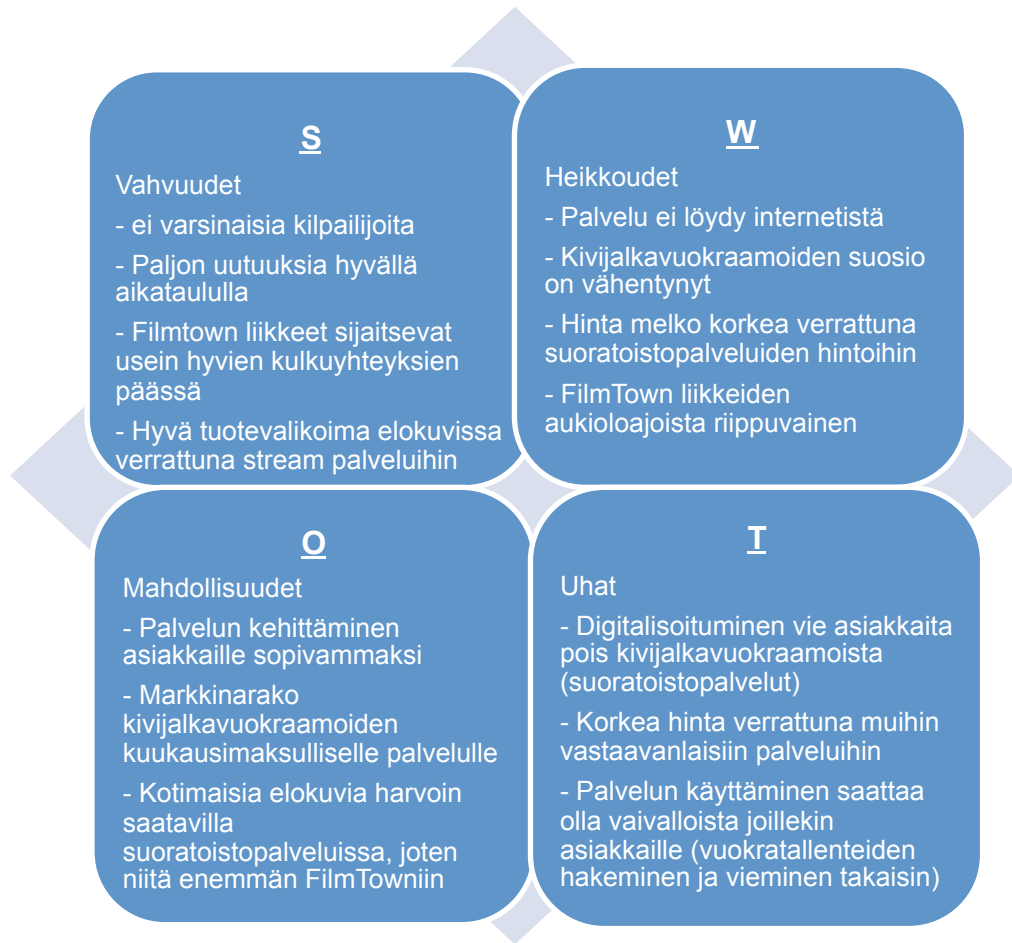 S
Vahvuudet
- ei varsinaisia kilpailijoita
- Paljon uutuuksia hyvällä
aikataululla
- Filmtown liikkeet sijaitsevat
usein hyvien kulkuyhteyksien
päässä
- Hyvä tuotevalikoima elokuvissa
verrattuna stream palveluihin
W
Heikkoudet
- Palvelu ei löydy internetistä
- Kivijalkavuokraamoiden suosio
on vähentynyt
- Hinta melko korkea verrattuna
suoratoistopalveluiden hintoihin
- FilmTown liikkeiden
aukioloajoista riippuvainen
O
Mahdollisuudet
- Palvelun kehittäminen
asiakkaille sopivammaksi
- Markkinarako
kivijalkavuokraamoiden
kuukausimaksulliselle palvelulle
- Kotimaisia elokuvia harvoin
saatavilla
suoratoistopalveluissa, joten
niitä enemmän FilmTowniin
T
Uhat
- Digitalisoituminen vie asiakkaita
pois kivijalkavuokraamoista
(suoratoistopalvelut)
- Korkea hinta verrattuna muihin
vastaavanlaisiin palveluihin
- Palvelun käyttäminen saattaa
olla vaivalloista joillekin
asiakkaille (vuokratallenteiden
hakeminen ja vieminen takaisin)